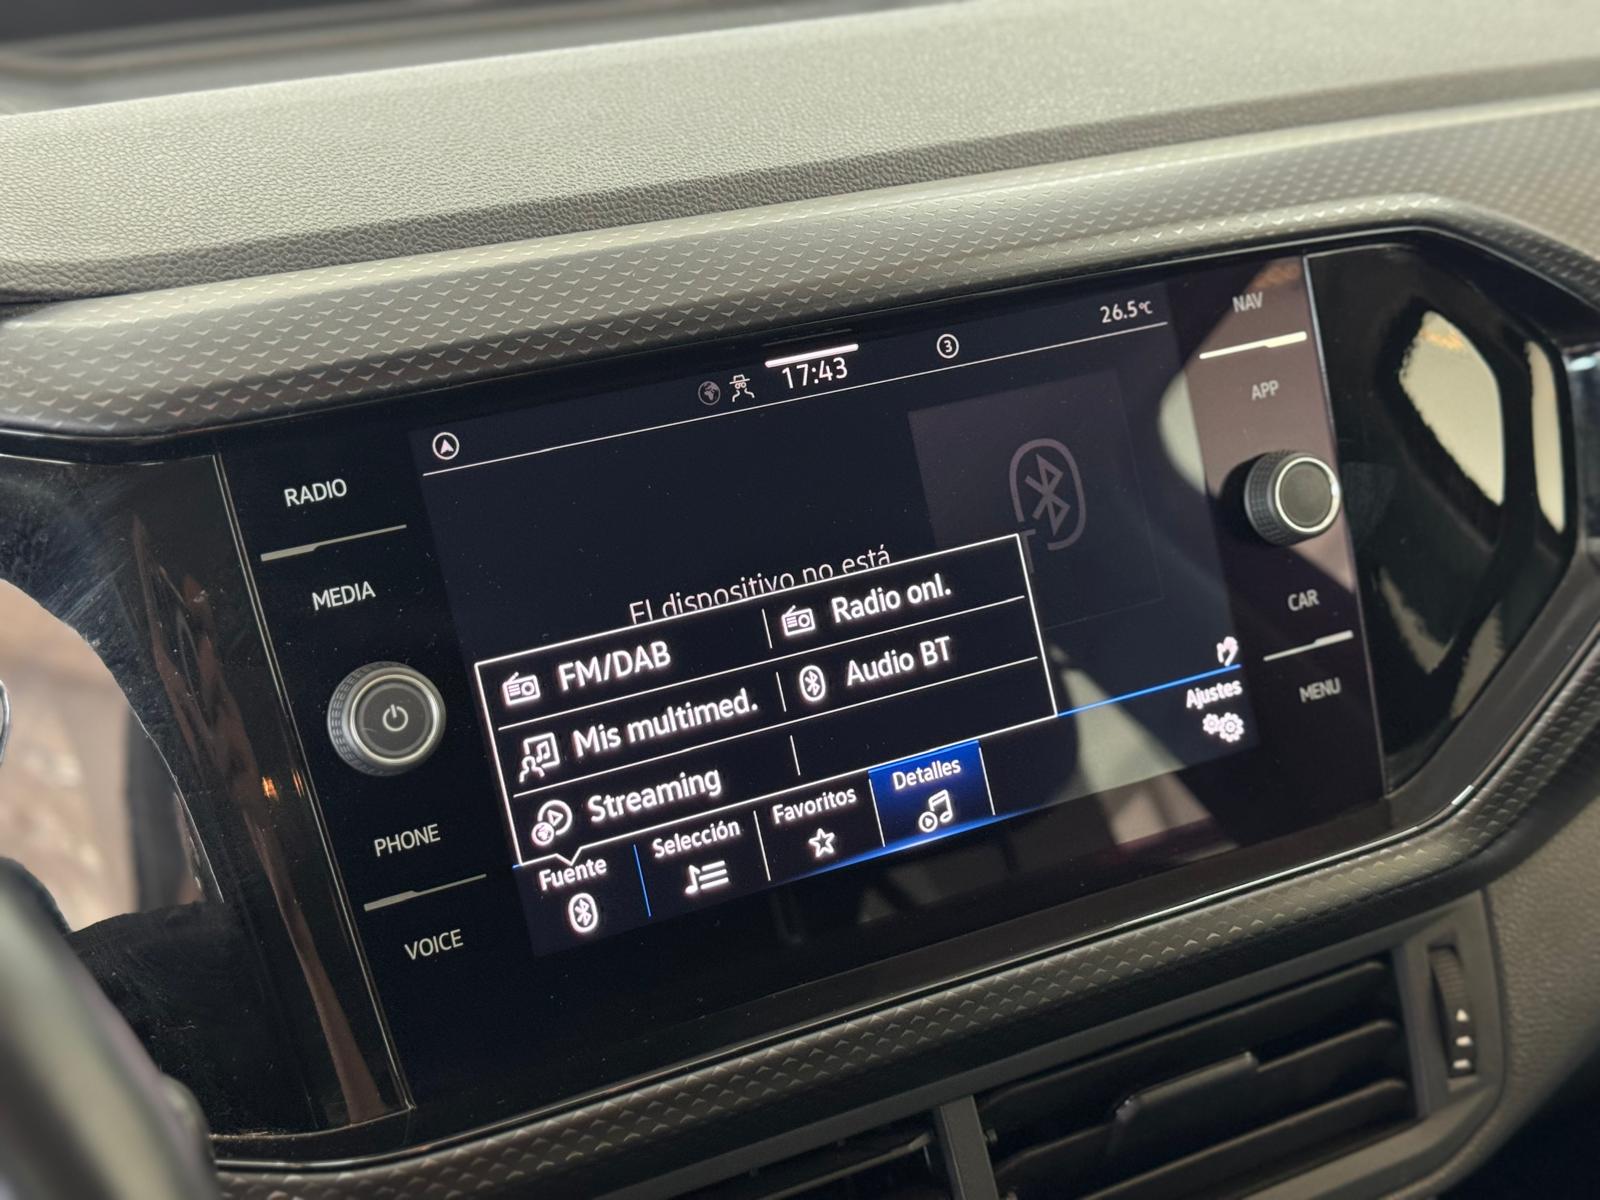 26.5°C
NAV
3
17:43
APP
RADIO
MEDIA
El dispositivo no está
Radio onl.
FM/DAB
Audio BT
Mis multimed.
Streaming
CAR
MENU
Ajustes
Detalles
Favoritos
Selección
Fuente
PHONE
VOICE